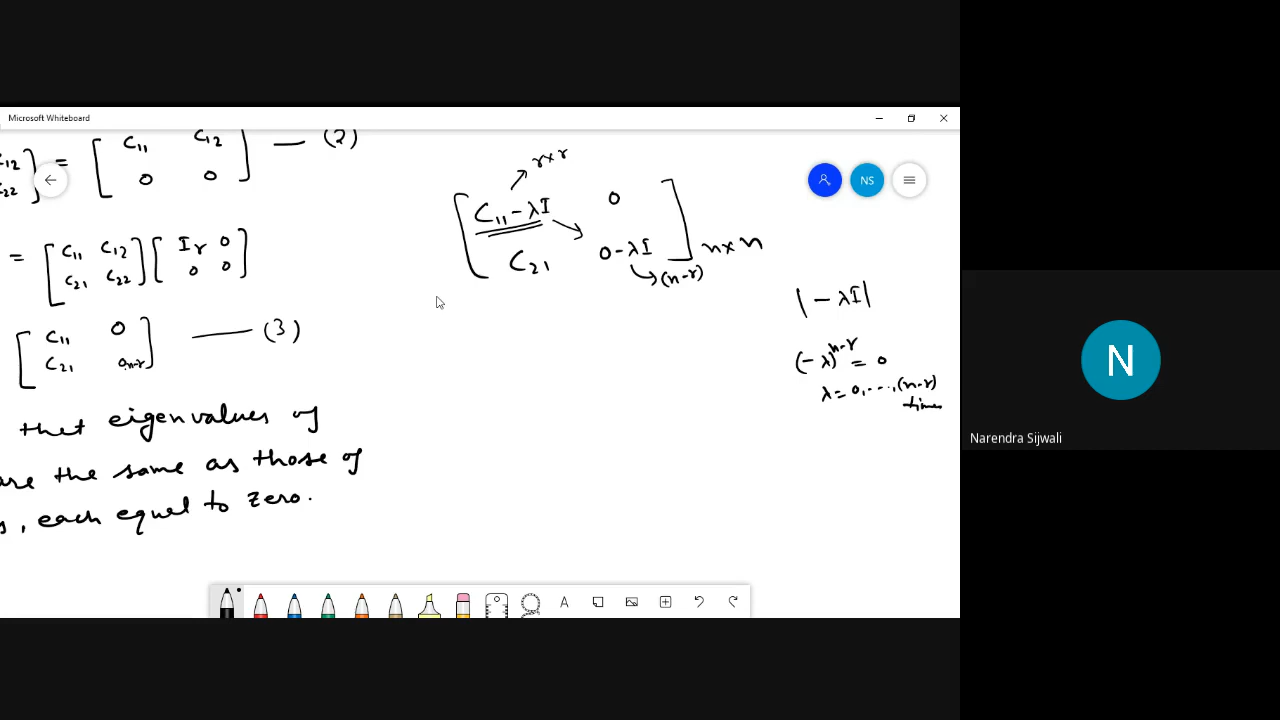 Microsoft Whiteboard
C12 C22 ] = [ C11 C12 0 0 ] — (2)
= [ C11 C12 C21 C22 ] [ Ir 0 0 0 ]
[ C11 0 C21 0n-r ] —— (3)
that eigenvalues of
are the same as those of
, each equal to zero.
r×r
[ C11 - λI 0
C21 0 - λI ] n×n
(n-r)
| - λI |
(-λ)^n-r = 0
λ = 0, ..., (n-r)
times
NS
N
Narendra Sijwali
A